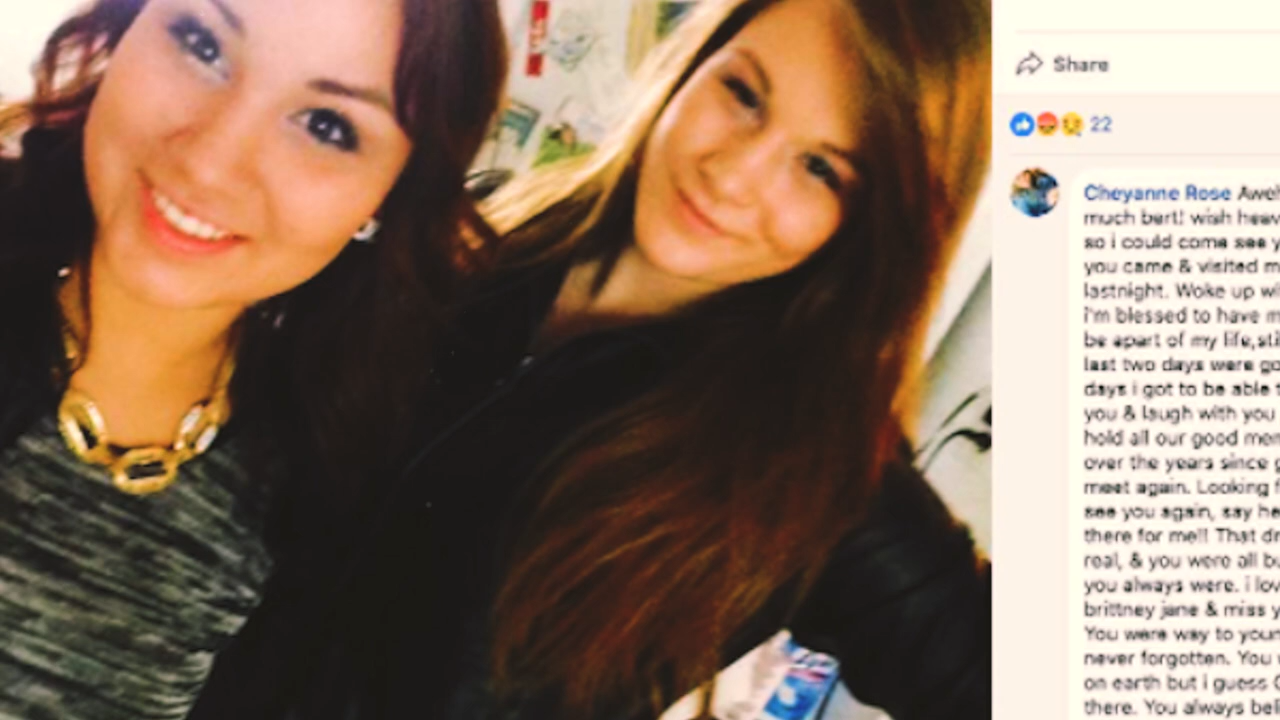 Share
22
Cheyanne Rose Awe
much bert! wish heav
so i could come see y
you came & visited m
lastnight. Woke up wi
i'm blessed to have m
be apart of my life,sti
last two days were go
days i got to be able t
you & laugh with you
hold all our good mer
over the years since g
meet again. Looking f
see you again, say he
there for me!! That dr
real, & you were all bu
you always were. i lov
brittney jane & miss y
You were way to youn
never forgotten. You
on earth but i guess G
there. You always beli